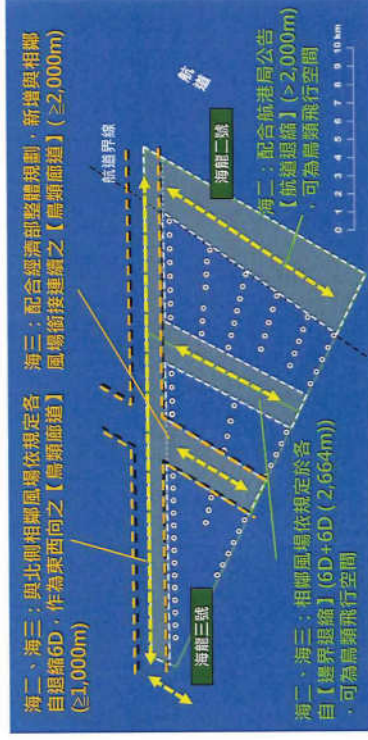 海二、海三：與北側相鄰風場依規定各
自退縮6D，作為東西向之【鳥類廊道】
(≥1,000m)
海三：配合經濟部整體規劃，新增與相鄰
風場銜接連續之【鳥類廊道】(≥2,000m)
航道界線
航道
海龍三號
海龍二號
海二、海三：相鄰風場依規定於各
自【邊界退縮】(6D+6D（2,664m))
，可為鳥類飛行空間
海二：配合航港局公告
【航道退縮】(>2,000m)
，可為鳥類飛行空間
0 1 2 3 4 5 6 7 8 9 10 km